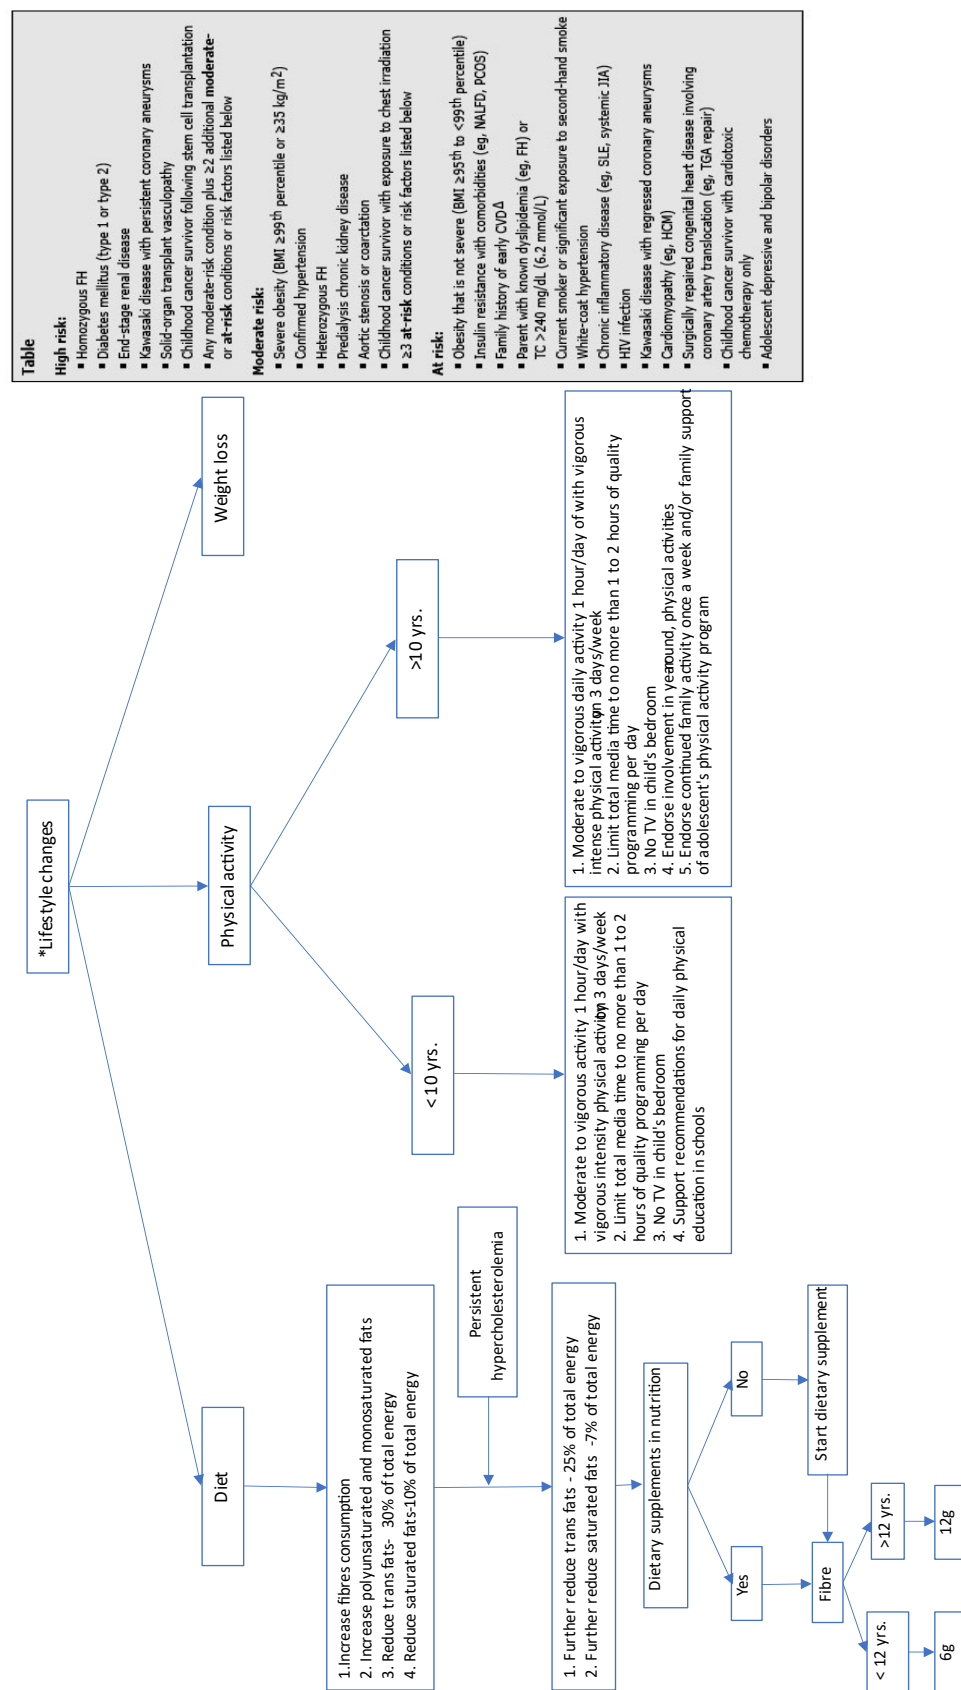 *Lifestyle changes
Diet
Physical activity
Weight loss
1.Increase fibres consumption
2. Increase polyunsaturated and monosaturated fats
3. Reduce trans fats-  30% of total energy
4. Reduce saturated fats-10% of total energy
Persistent
hypercholesterolemia
1. Further reduce trans fats - 25% of total energy
2. Further reduce saturated fats  -7% of total energy
Dietary supplements in nutrition
Yes
No
Fibre
Start dietary supplement
< 12 yrs.
>12 yrs.
6g
12g
<10 yrs.
>10 yrs.
1. Moderate to vigorous activity 1 hour/day with
vigorous intensity physical activity on 3 days/week
2. Limit total media time to no more than 1 to 2
hours of quality programming per day
3. No TV in child's bedroom
4. Support recommendations for daily physical
education in schools
1. Moderate to vigorous daily activity 1 hour/day of with vigorous
intense physical activity on 3 days/week
2. Limit total media time to no more than 1 to 2 hours of quality
programming per day
3. No TV in child's bedroom
4. Endorse involvement in year-round, physical activities
5. Endorse continued family activity once a week and/or family support
of adolescent's physical activity program
Table
High risk:
▪ Homozygous FH
▪ Diabetes mellitus (type 1 or type 2)
▪ End-stage renal disease
▪ Kawasaki disease with persistent coronary aneurysms
▪ Solid-organ transplant vasculopathy
▪ Childhood cancer survivor following stem cell transplantation
▪ Any moderate-risk condition plus ≥2 additional moderate-
or at-risk conditions or risk factors listed below
Moderate risk:
▪ Severe obesity (BMI ≥99th percentile or ≥35 kg/m2)
▪ Confirmed hypertension
▪ Heterozygous FH
▪ Predialysis chronic kidney disease
▪ Aortic stenosis or coarctation
▪ Childhood cancer survivor with exposure to chest irradiation
▪ ≥3 at-risk conditions or risk factors listed below
At risk:
▪ Obesity that is not severe (BMI ≥95th to <99th percentile)
▪ Insulin resistance with comorbidities (eg, NALFD, PCOS)
▪ Family history of early CVDΔ
▪ Parent with known dyslipidemia (eg, FH) or
TC >240 mg/dL (6.2 mmol/L)
▪ Current smoker or significant exposure to second-hand smoke
▪ White-coat hypertension
▪ Chronic inflammatory disease (eg, SLE, systemic JIA)
▪ HIV infection
▪ Kawasaki disease with regressed coronary aneurysms
▪ Cardiomyopathy (eg, HCM)
▪ Surgically repaired congenital heart disease involving
coronary artery translocation (eg, TGA repair)
▪ Childhood cancer survivor with cardiotoxic
chemotherapy only
▪ Adolescent depressive and bipolar disorders